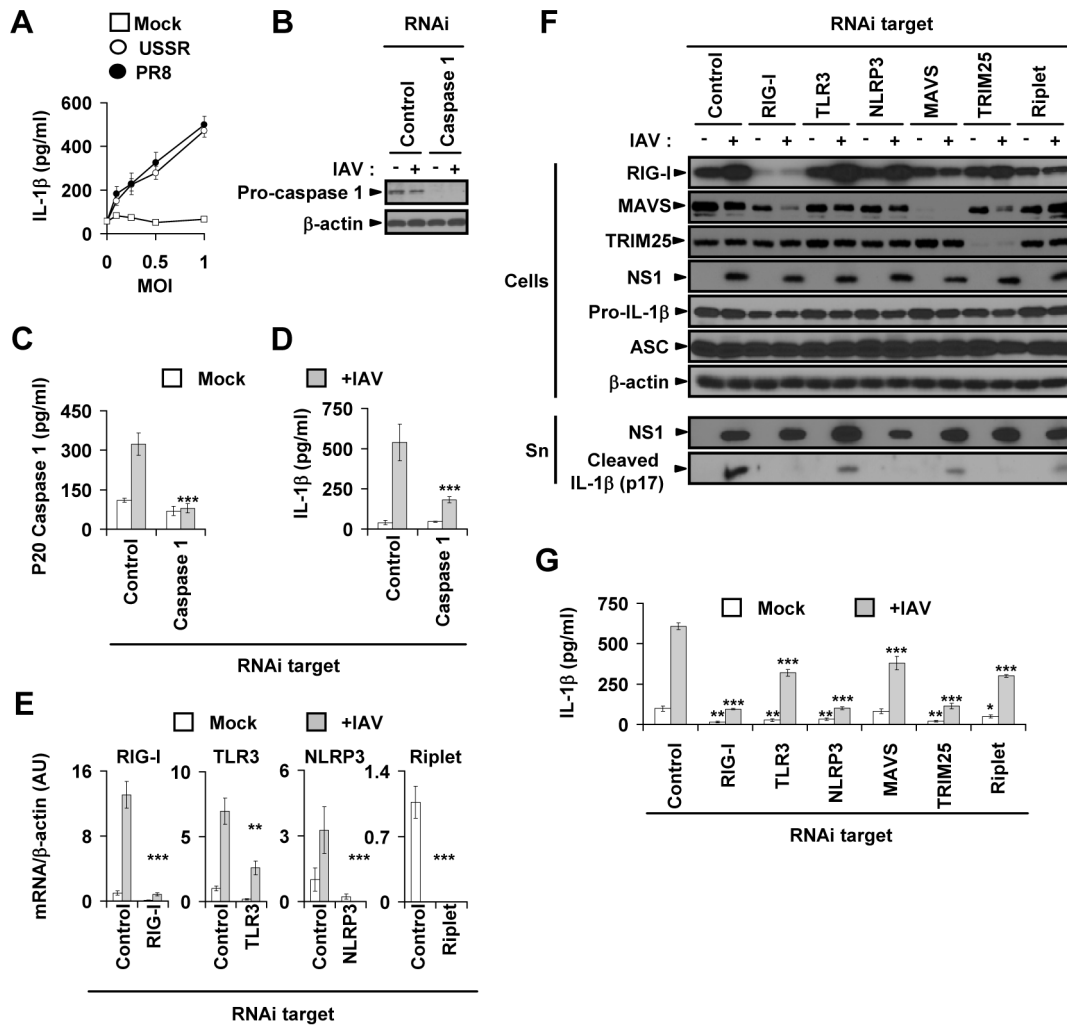 A
Mock
USSR
PR8
IL-1β (pg/ml)
600
400
200
0
0 0.5 1
MOI
B
RNAi
Control
Caspase 1
IAV : - + - +
Pro-caspase 1
β-actin
C
Mock
P20 Caspase 1 (pg/ml)
450
300
150
0
***
Control
Caspase 1
D
+IAV
IL-1β (pg/ml)
750
500
250
0
***
Control
Caspase 1
RNAi target
E
Mock
+IAV
mRNA/β-actin (AU)
RIG-I
16
8
0
***
Control
RIG-I
TLR3
10
5
0
**
Control
TLR3
NLRP3
6
3
0
***
Control
NLRP3
Riplet
1.4
0.7
0
***
Control
Riplet
RNAi target
F
RNAi target
Control
RIG-I
TLR3
NLRP3
MAVS
TRIM25
Riplet
IAV : - + - + - + - + - + - + - +
Cells
RIG-I
MAVS
TRIM25
NS1
Pro-IL-1β
ASC
β-actin
Sn
NS1
Cleaved
IL-1β (p17)
G
Mock
+IAV
IL-1β (pg/ml)
750
500
250
0
** *** ** *** ** *** *** ** *** * ***
Control
RIG-I
TLR3
NLRP3
MAVS
TRIM25
Riplet
RNAi target